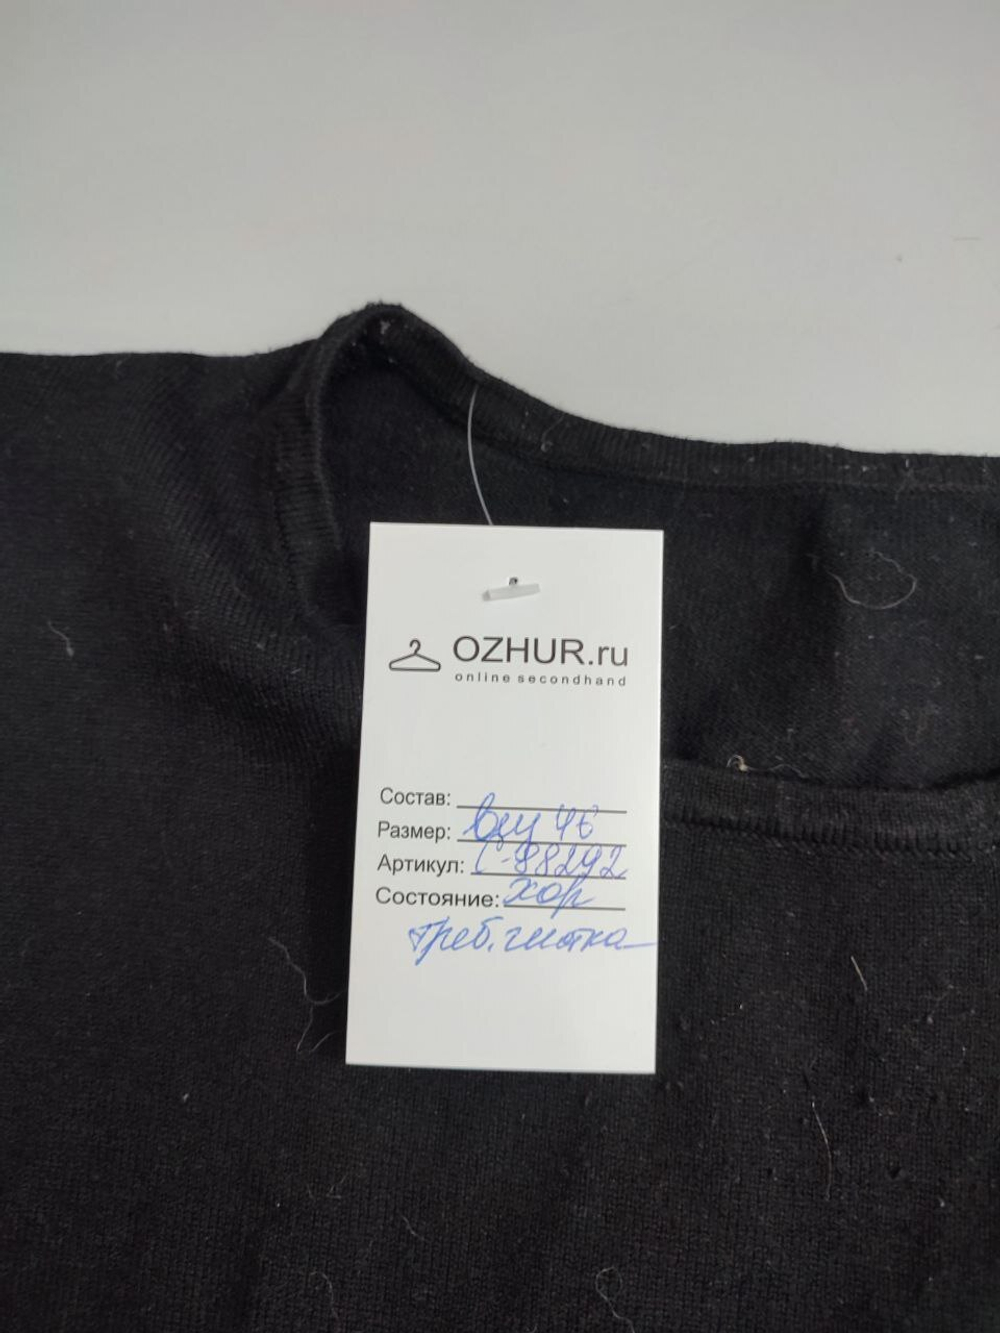 OZHUR.ru
online secondhand
Состав:
Размер: 46
Артикул: С-88292
Состояние: хор
треб. чистка